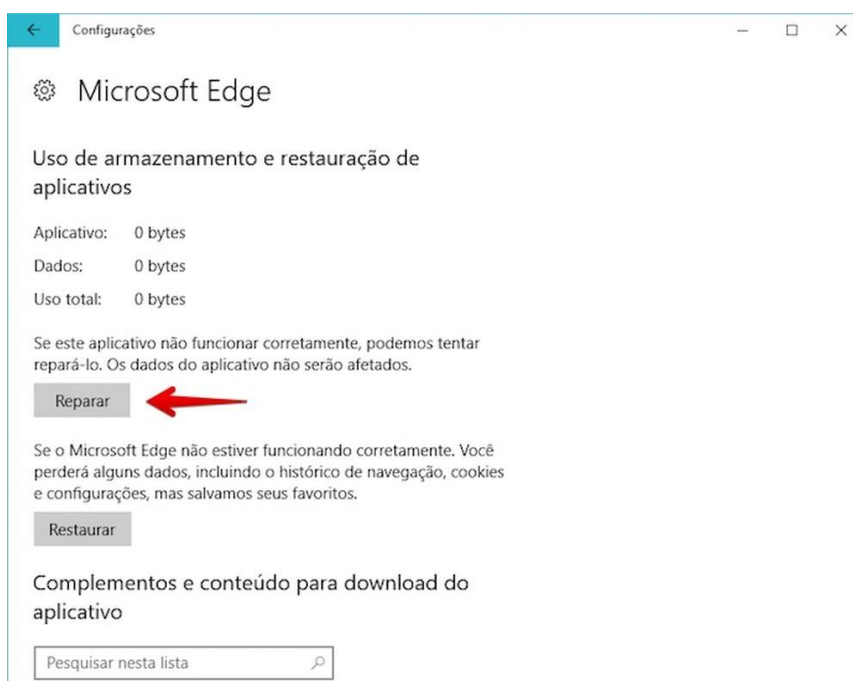 Configurações
Microsoft Edge
Uso de armazenamento e restauração de
aplicativos
Aplicativo: 0 bytes
Dados: 0 bytes
Uso total: 0 bytes
Se este aplicativo não funcionar corretamente, podemos tentar
repará-lo. Os dados do aplicativo não serão afetados.
Reparar
Se o Microsoft Edge não estiver funcionando corretamente. Você
perderá alguns dados, incluindo o histórico de navegação, cookies
e configurações, mas salvamos seus favoritos.
Restaurar
Complementos e conteúdo para download do
aplicativo
Pesquisar nesta lista